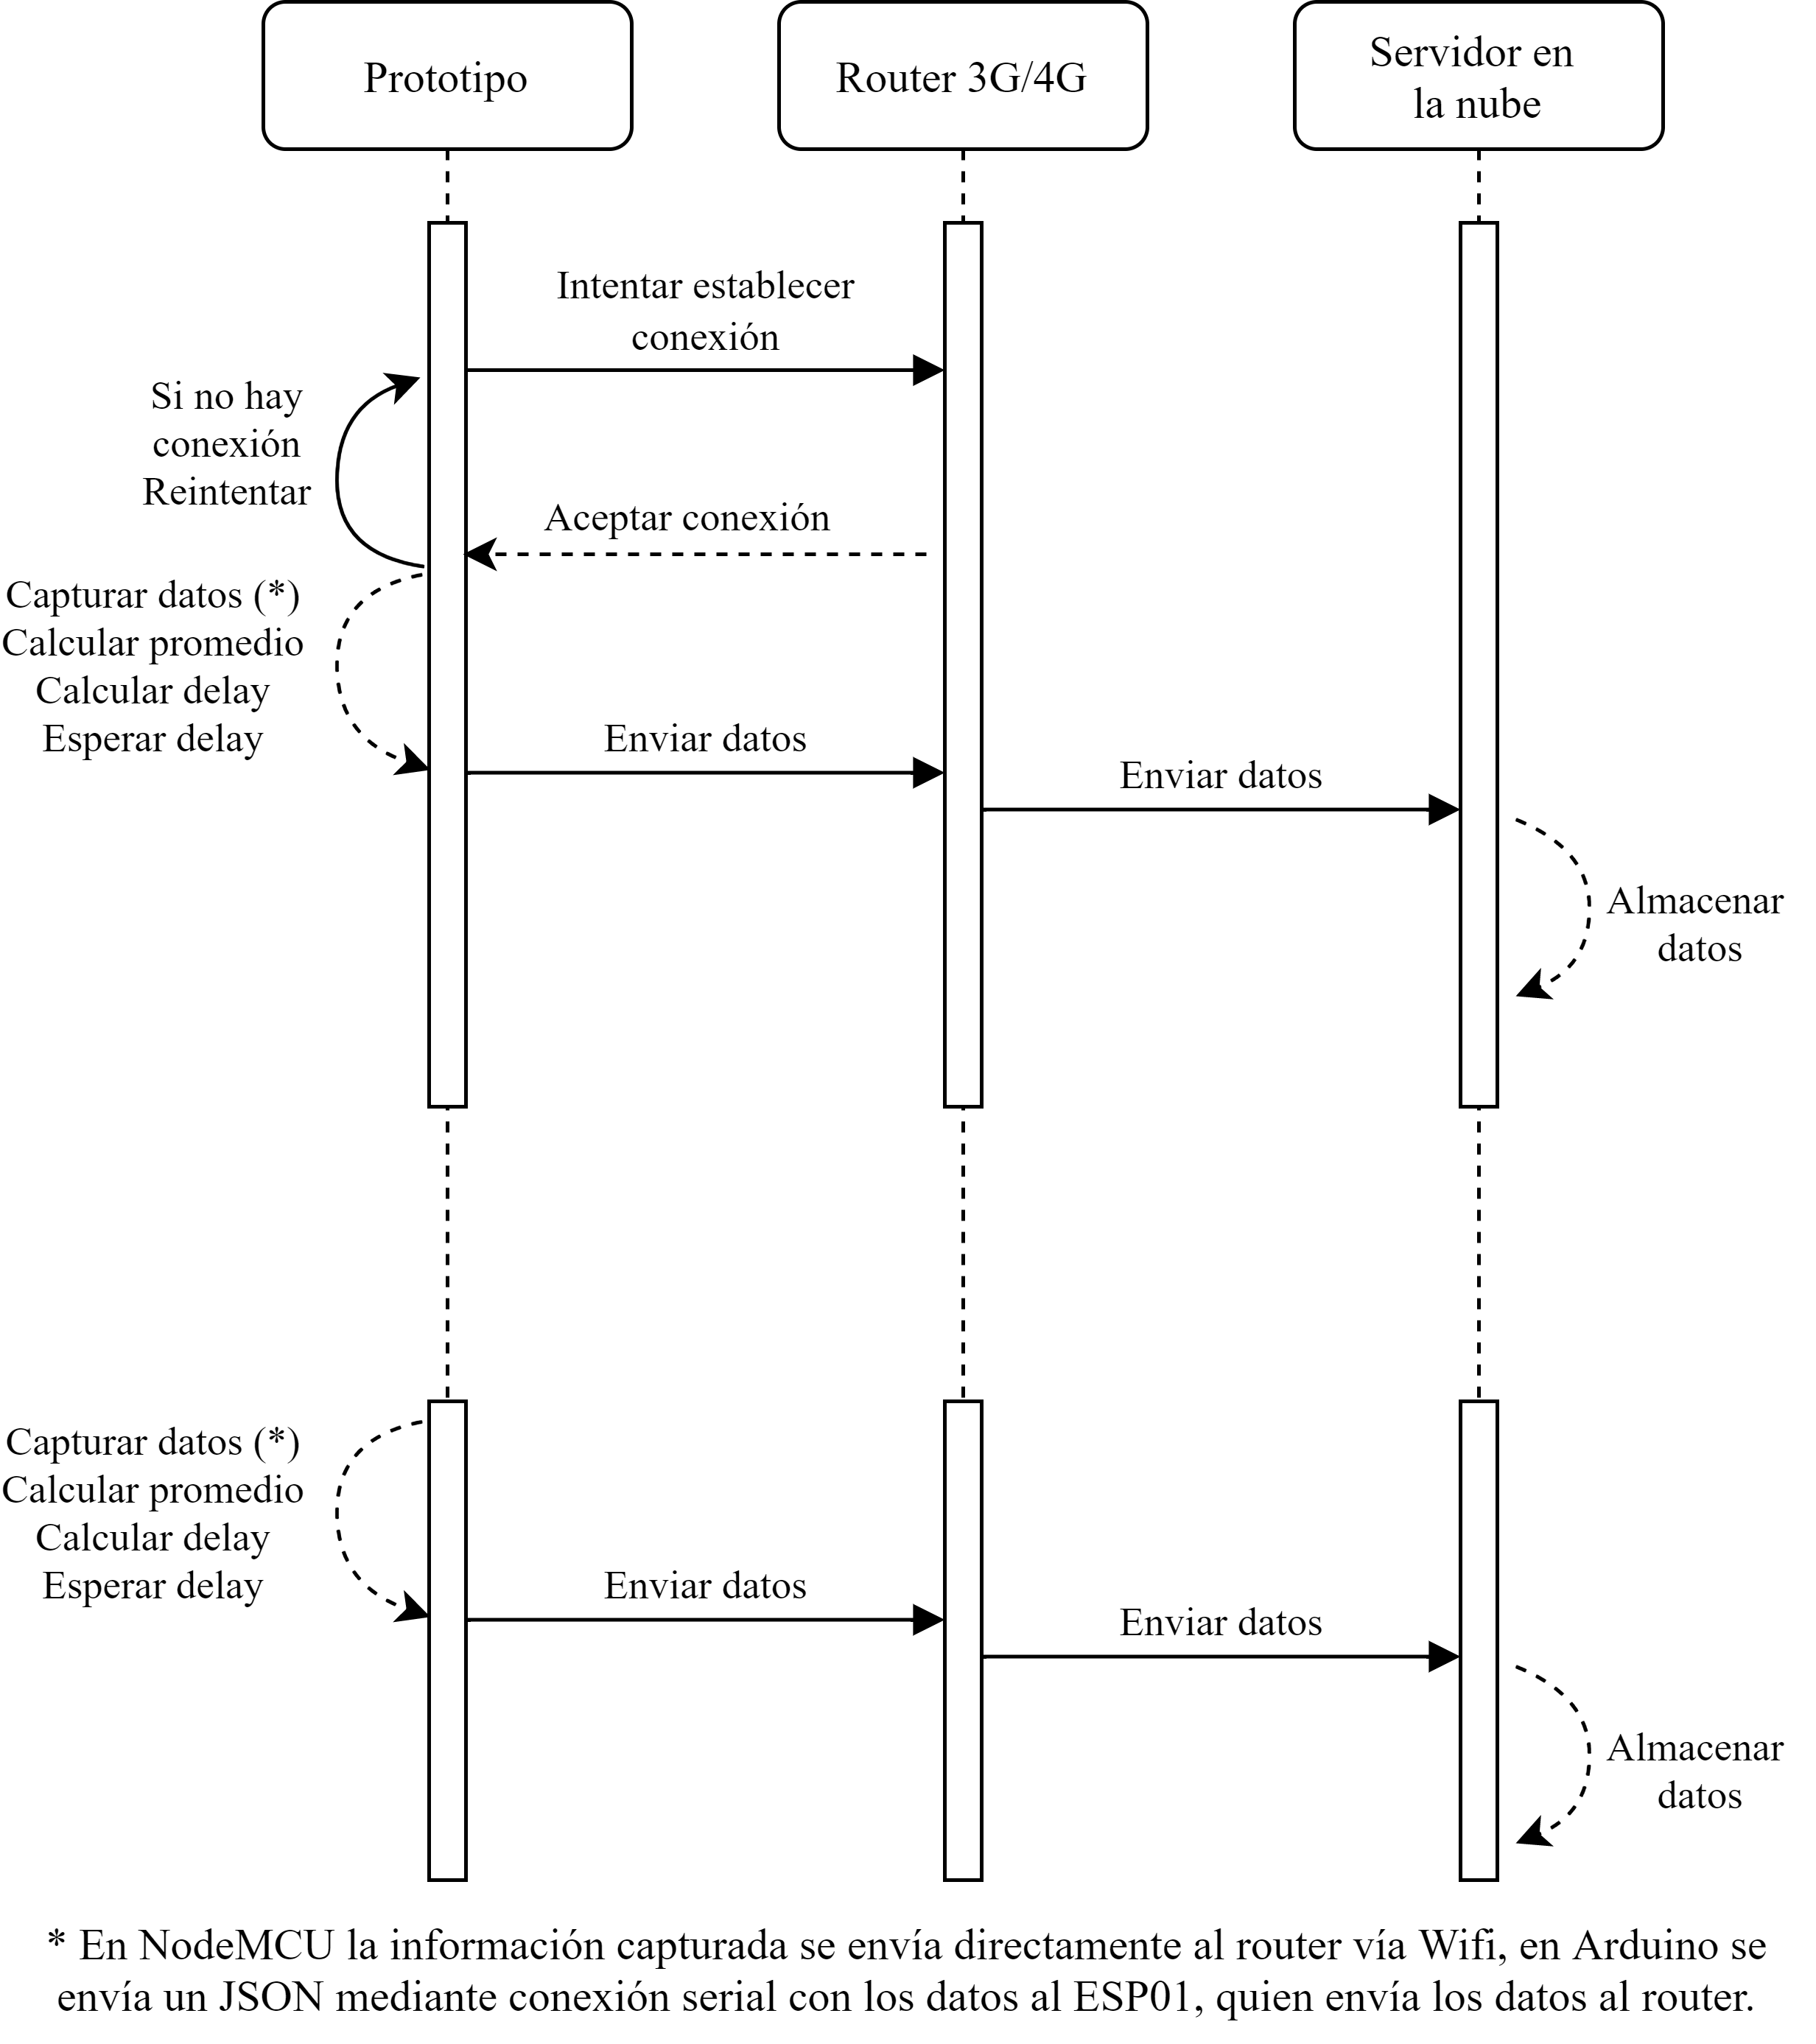 Prototipo
Router 3G/4G
Servidor en
la nube
Intentar establecer
conexión
Si no hay
conexión
Reintentar
Aceptar conexión
Capturar datos (*)
Calcular promedio
Calcular delay
Esperar delay
Enviar datos
Enviar datos
Almacenar
datos
Capturar datos (*)
Calcular promedio
Calcular delay
Esperar delay
Enviar datos
Enviar datos
Almacenar
datos
* En NodeMCU la información capturada se envía directamente al router vía Wifi, en Arduino se
envía un JSON mediante conexión serial con los datos al ESP01, quien envía los datos al router.